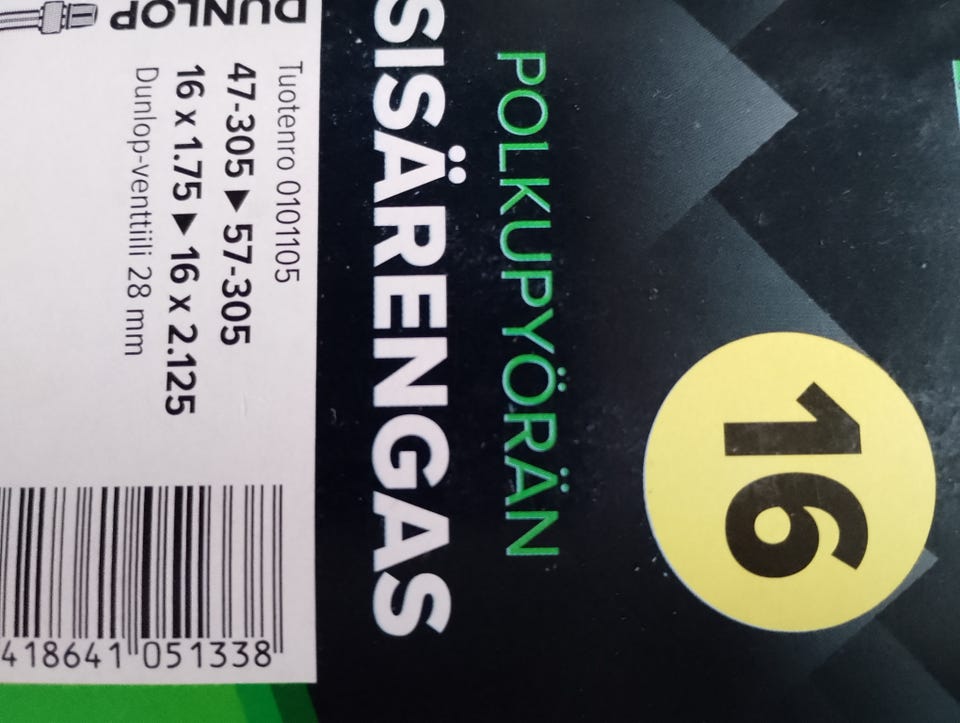 16
POLKUPYÖRÄN
SISÄRENGAS
DUNLOP
Tuotenro 0101105
47-305 ▶ 57-305
16 x 1.75 ▶ 16 x 2.125
Dunlop-venttiili 28 mm
418641 051338